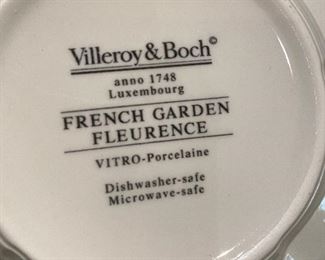 Villeroy & Boch©
anno 1748
Luxembourg
FRENCH GARDEN
FLEURENCE
VITRO-Porcelaine
Dishwasher-safe
Microwave-safe